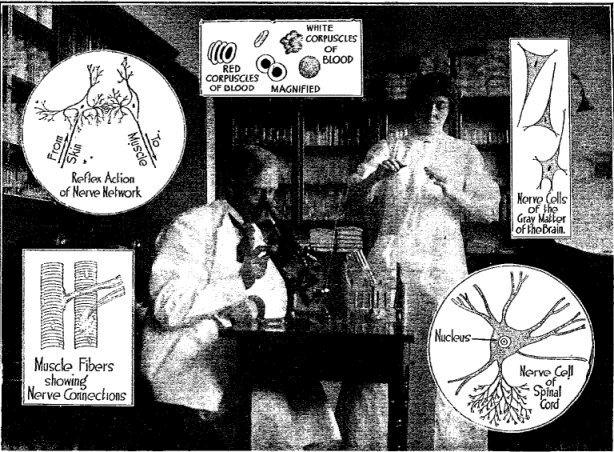 WHITE
CORPUSCLES
OF
BLOOD
RED
CORPUSCLES
OF BLOOD
MAGNIFIED
From
Skin
To
Muscle
Reflex Action
of Nerve Network
Nerve Cells
of the
Gray Matter
of the Brain.
Muscle Fibers
showing
Nerve Connections
Nucleus
Nerve Cell
of
Spinal
Cord